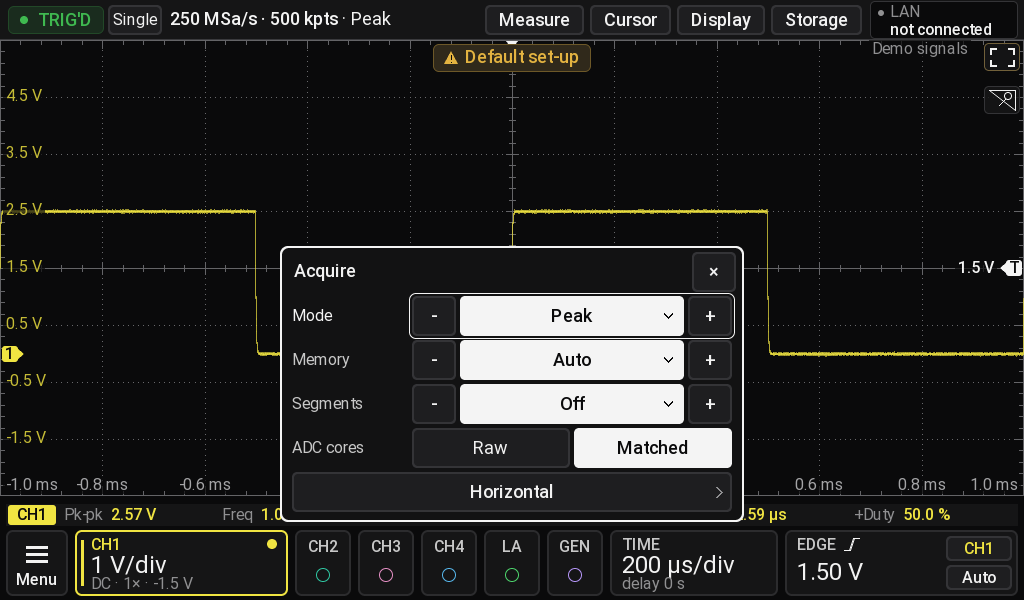 TRIG'D
Single
250 MSa/s · 500 kpts · Peak
Measure
Cursor
Display
Storage
LAN
not connected
Demo signals
Default set-up
4.5 V
3.5 V
2.5 V
1.5 V
0.5 V
-0.5 V
-1.5 V
1.5 V
T
1
Acquire
×
Mode
-
Peak
+
Memory
-
Auto
+
Segments
-
Off
+
ADC cores
Raw
Matched
Horizontal
-1.0 ms
-0.8 ms
-0.6 ms
0.6 ms
0.8 ms
1.0 ms
CH1
Pk-pk
2.57 V
Freq
1.0
.59 µs
+Duty
50.0 %
Menu
CH1
1 V/div
DC · 1× · -1.5 V
CH2
CH3
CH4
LA
GEN
TIME
200 µs/div
delay 0 s
EDGE
1.50 V
CH1
Auto